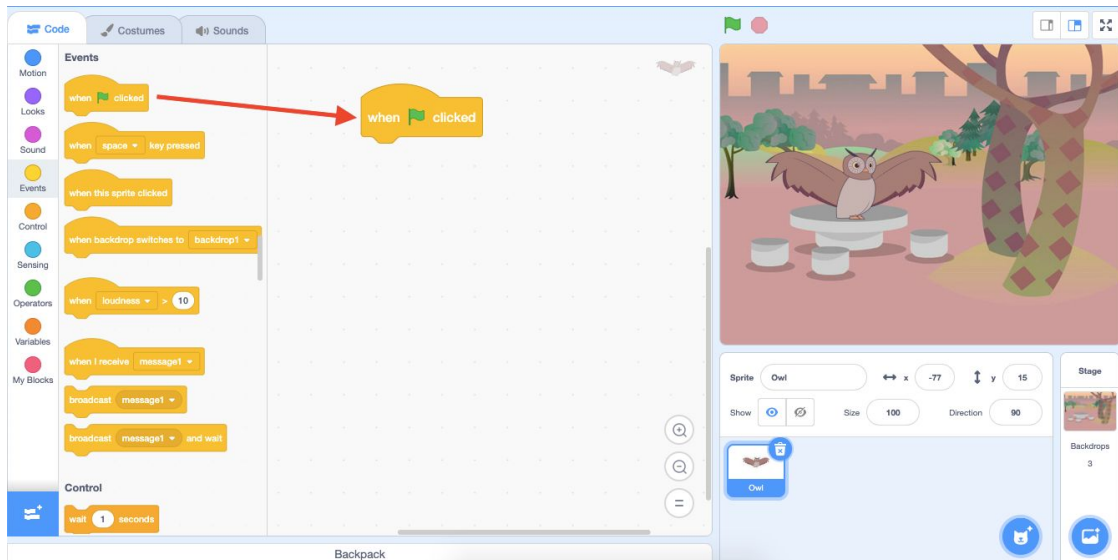 Code
Costumes
Sounds
Motion
Looks
Sound
Events
Control
Sensing
Operators
Variables
My Blocks
Events
when clicked
when space key pressed
when this sprite clicked
when backdrop switches to backdrop1
when loudness > 10
when I receive message1
broadcast message1
broadcast message1 and wait
Control
wait 1 seconds
when clicked
Backpack
Sprite Owl x -77 y 15
Show Size 100 Direction 90
Owl
Stage
Backdrops
3